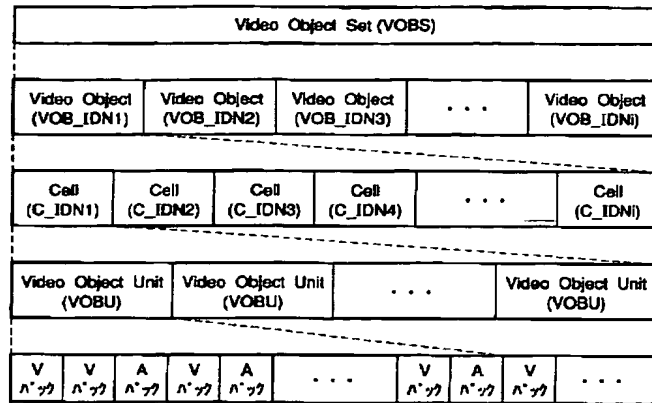 Video Object Set (VOBS)
Video Object Video Object Video Object ・・・ Video Object
(VOB_IDN1) (VOB_IDN2) (VOB_IDN3) (VOB_IDNi)
Cell Cell Cell Cell ・・・ Cell
(C_IDN1) (C_IDN2) (C_IDN3) (C_IDN4) (C_IDNi)
Video Object Unit Video Object Unit ・・・ Video Object Unit
(VOBU) (VOBU) (VOBU)
V V A V A ・・・ V A V ・・・
パック パック パック パック パック パック パック パック